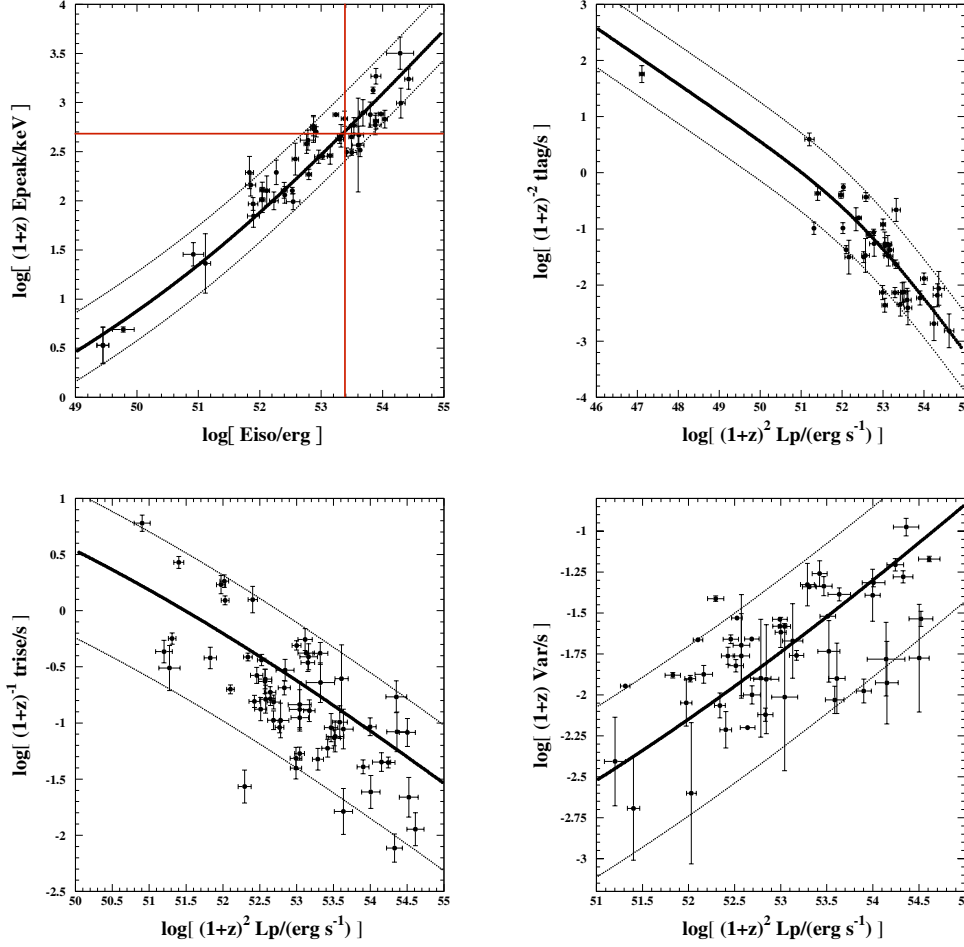 log[ (1+z) Epeak/keV]
4
3.5
3
2.5
2
1.5
1
0.5
0
49 50 51 52 53 54 55
log[ Eiso/erg ]
log[ (1+z)⁻² tlag/s]
3
2
1
0
-1
-2
-3
-4
46 47 48 49 50 51 52 53 54 5
log[ (1+z)² Lp/(erg s⁻¹) ]
log[ (1+z)⁻¹ trise/s]
1
0.5
0
-0.5
-1
-1.5
-2
-2.5
50 50.5 51 51.5 52 52.5 53 53.5 54 54.5 55
log[ (1+z)² Lp/(erg s⁻¹) ]
log[ (1+z) Var/s]
-1
-1.25
-1.5
-1.75
-2
-2.25
-2.5
-2.75
-3
51 51.5 52 52.5 53 53.5 54 54.5 5
log[ (1+z)² Lp/(erg s⁻¹) ]